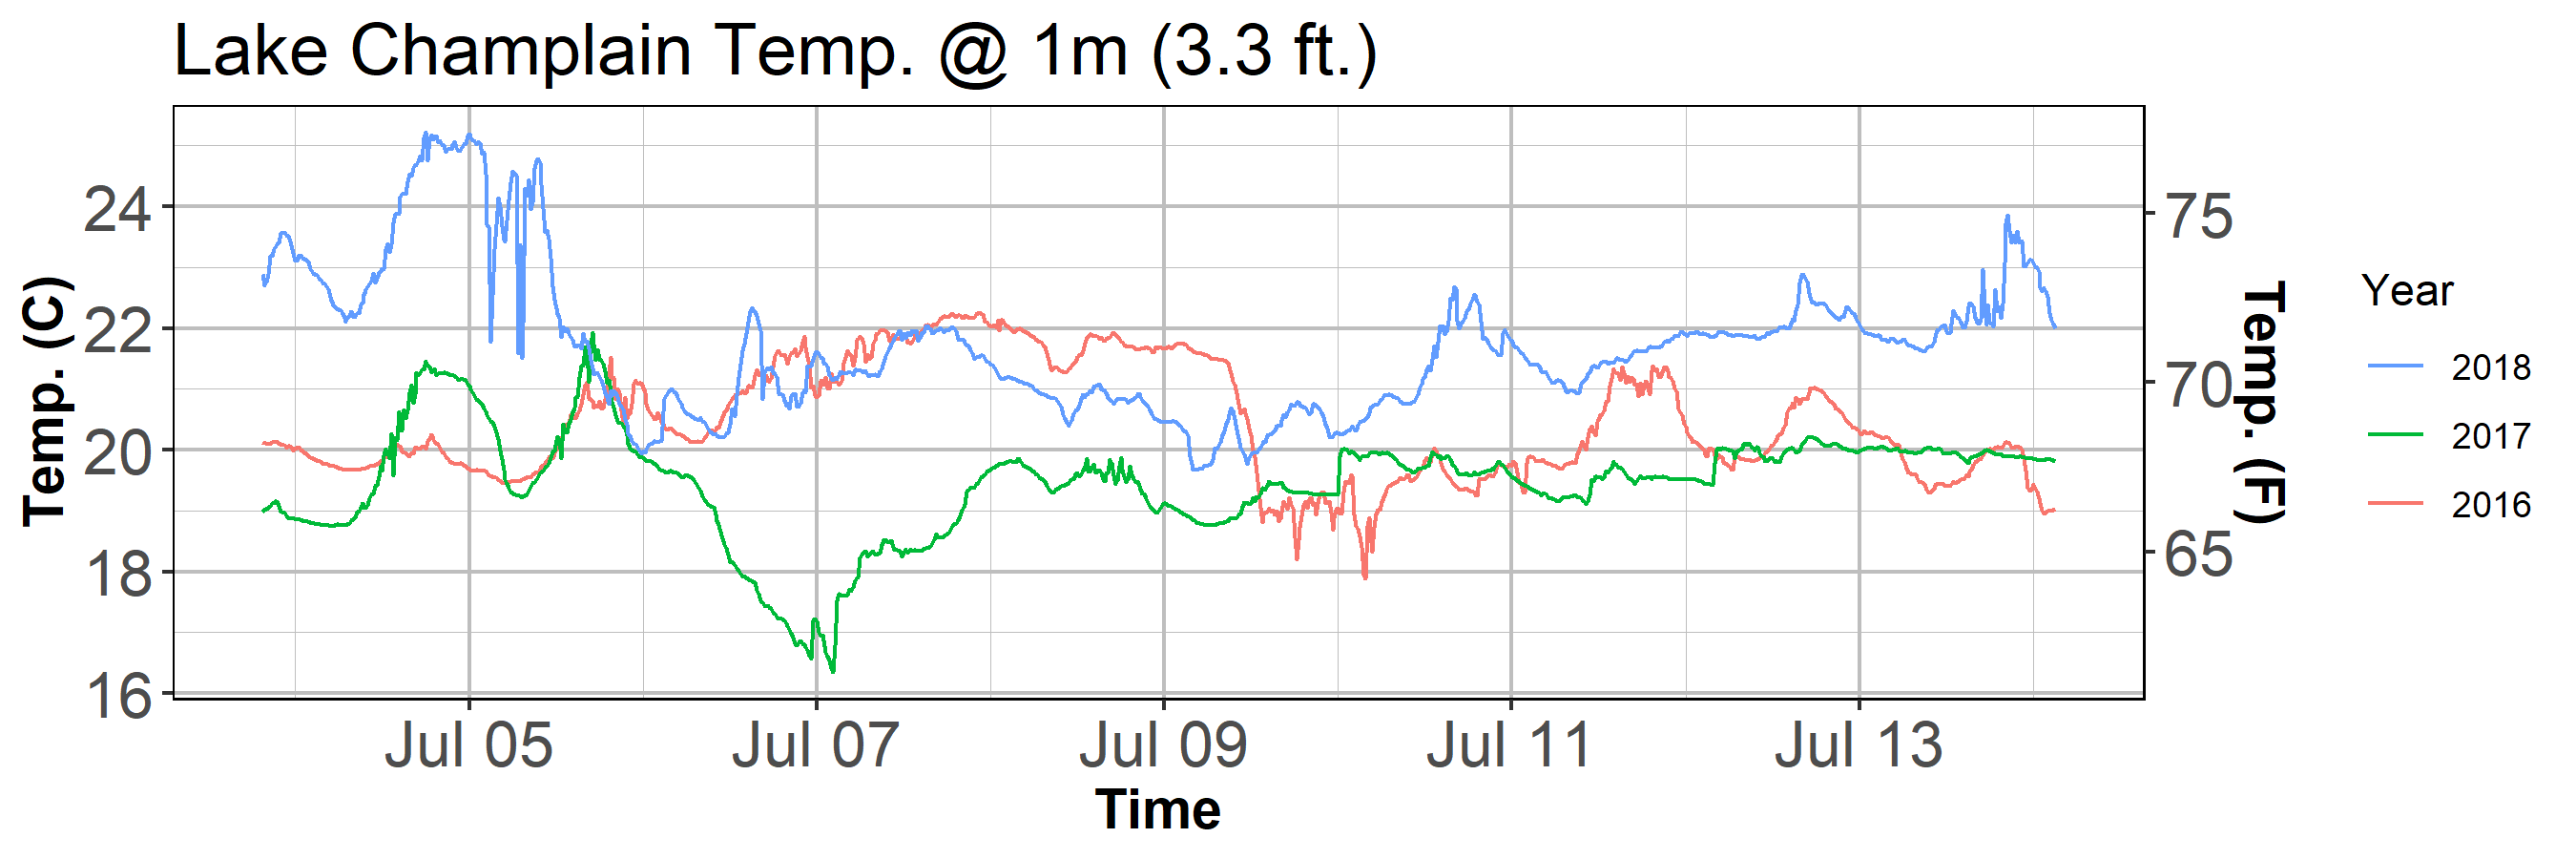 Lake Champlain Temp. @ 1m (3.3 ft.)
Temp. (C)
24
22
20
18
16
75
70
65
Temp. (F)
Jul 05
Jul 07
Jul 09
Jul 11
Jul 13
Time
Year
2018
2017
2016